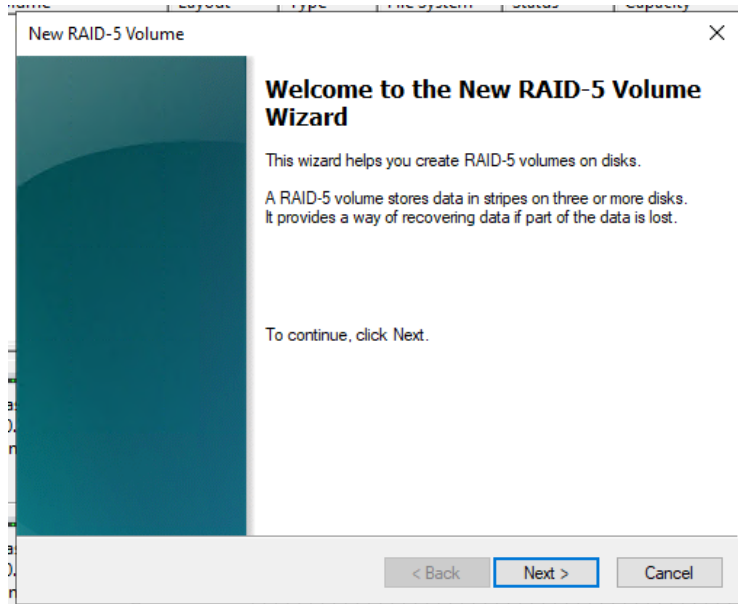 New RAID-5 Volume
Welcome to the New RAID-5 Volume
Wizard
This wizard helps you create RAID-5 volumes on disks.
A RAID-5 volume stores data in stripes on three or more disks.
It provides a way of recovering data if part of the data is lost.
To continue, click Next.
< Back Next > Cancel